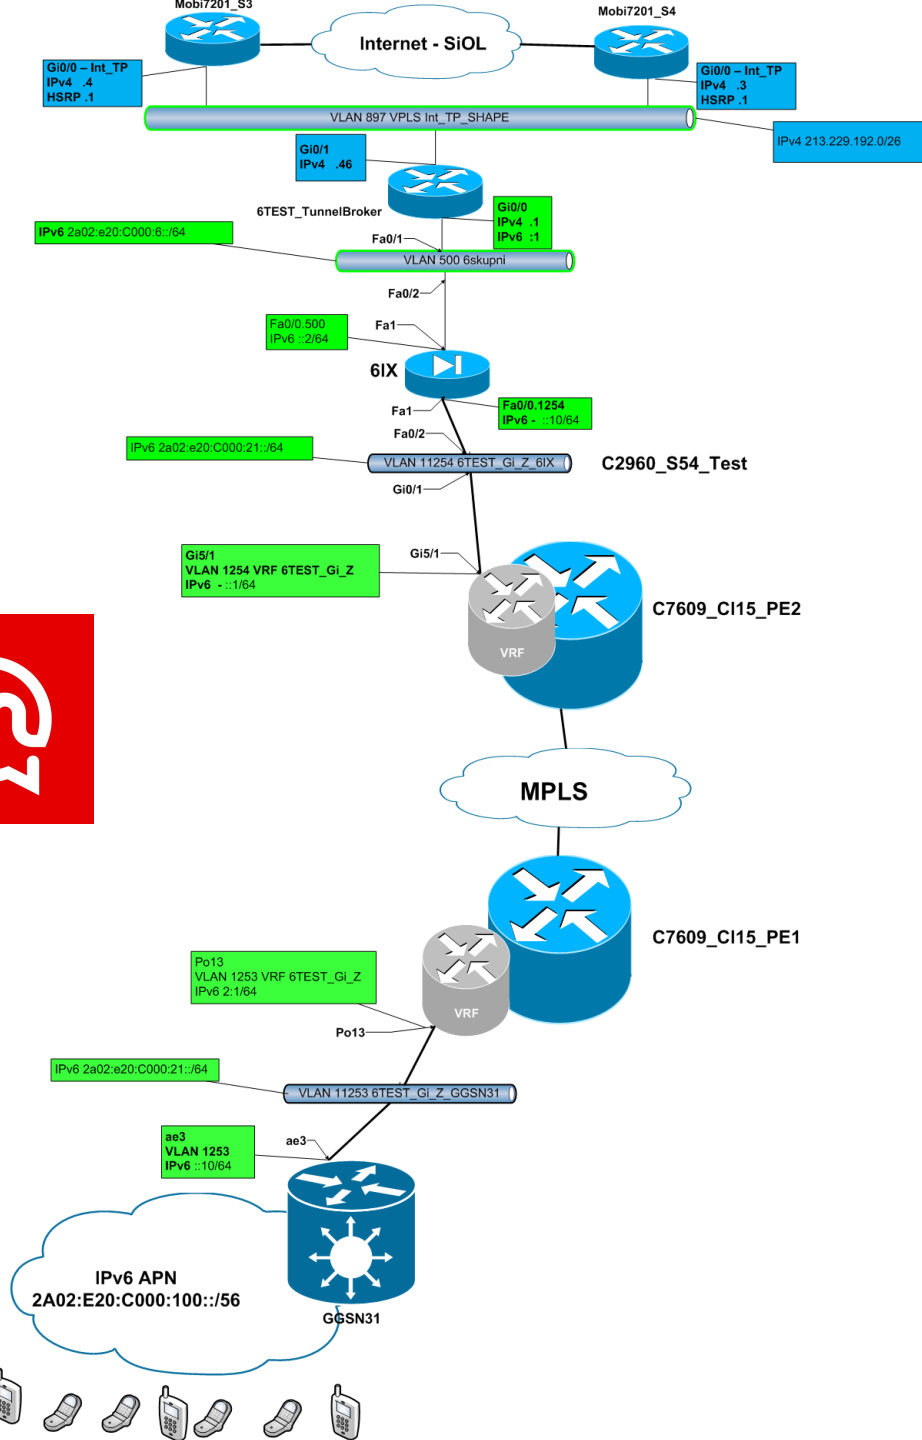 Mobi7201_S3
Mobi7201_S4
Internet - SiOL
Gi0/0 – Int_TP
IPv4 .4
HSRP .1
Gi0/0 – Int_TP
IPv4 .3
HSRP .1
VLAN 897 VPLS Int_TP_SHAPE
IPv4 213.229.192.0/26
Gi0/1
IPv4 .46
6TEST_TunnelBroker
Gi0/0
IPv4 .1
IPv6 :1
IPv6 2a02:e20:C000:6::/64
Fa0/1
VLAN 500 6skupni
Fa0/2
Fa0/0.500
IPv6 ::2/64
Fa1
6IX
Fa1
Fa0/0.1254
IPv6 - ::10/64
Fa0/2
IPv6 2a02:e20:C000:21::/64
VLAN 11254 6TEST_Gi_Z_6IX
C2960_S54_Test
Gi0/1
Gi5/1
VLAN 1254 VRF 6TEST_Gi_Z
IPv6 - ::1/64
Gi5/1
C7609_Cl15_PE2
VRF
MPLS
C7609_Cl15_PE1
Po13
VLAN 1253 VRF 6TEST_Gi_Z
IPv6 2:1/64
VRF
Po13
IPv6 2a02:e20:C000:21::/64
VLAN 11253 6TEST_Gi_Z_GGSN31
ae3
VLAN 1253
IPv6 ::10/64
ae3
IPv6 APN
2A02:E20:C000:100::/56
GGSN31